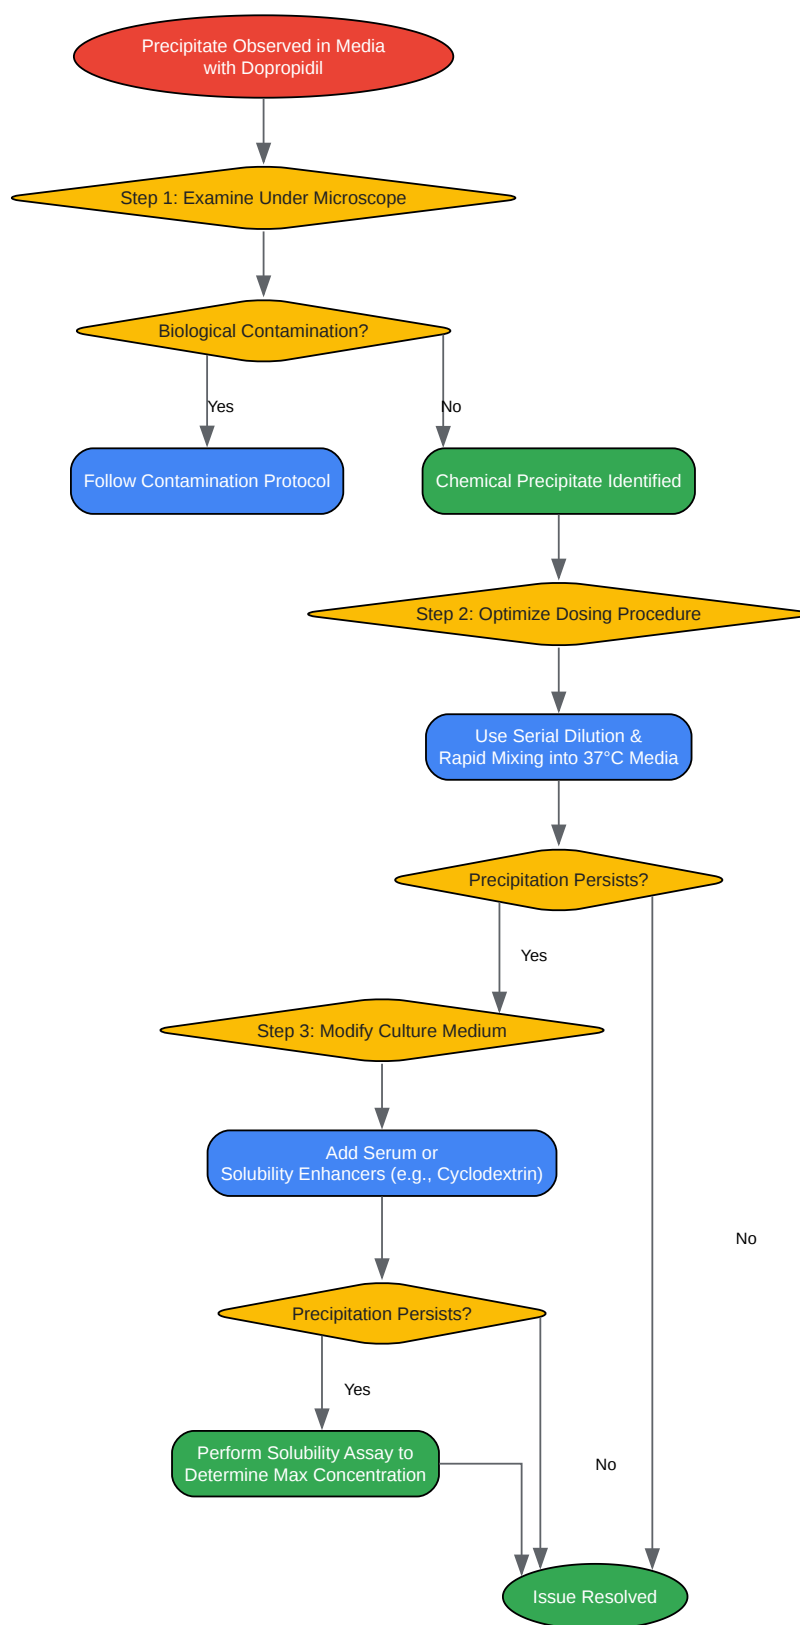 Precipitate Observed in Media
with Dopropidil
Step 1: Examine Under Microscope
Biological Contamination?
Yes
No
Follow Contamination Protocol
Chemical Precipitate Identified
Step 2: Optimize Dosing Procedure
Use Serial Dilution &
Rapid Mixing into 37°C Media
Precipitation Persists?
Yes
Step 3: Modify Culture Medium
Add Serum or
Solubility Enhancers (e.g., Cyclodextrin)
No
Precipitation Persists?
Yes
Perform Solubility Assay to
Determine Max Concentration
No
Issue Resolved